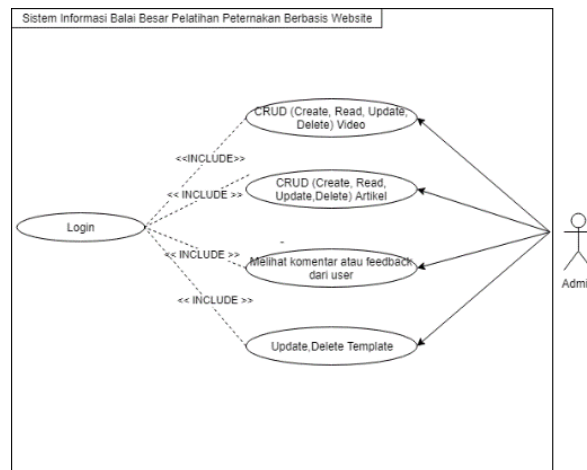 Sistem Informasi Balai Besar Pelatihan Peternakan Berbasis Website
CRUD (Create, Read, Update,
Delete) Video
<<INCLUDE>>
CRUD (Create, Read,
Update,Delete) Artikel
<< INCLUDE >>
Login
<< INCLUDE >>
Melihat komentar atau feedback
dari user
Admi
<< INCLUDE >>
Update,Delete Template